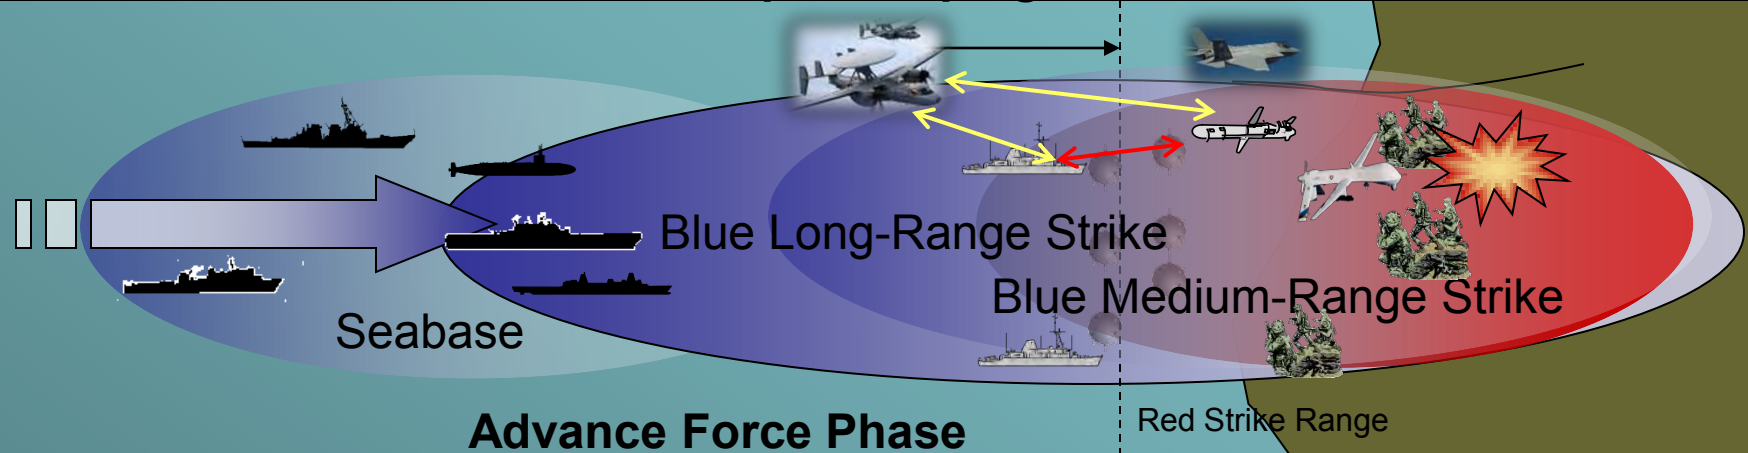 Blue Long-Range Strike
Blue Medium-Range Strike
Seabase
Advance Force Phase
Red Strike Range